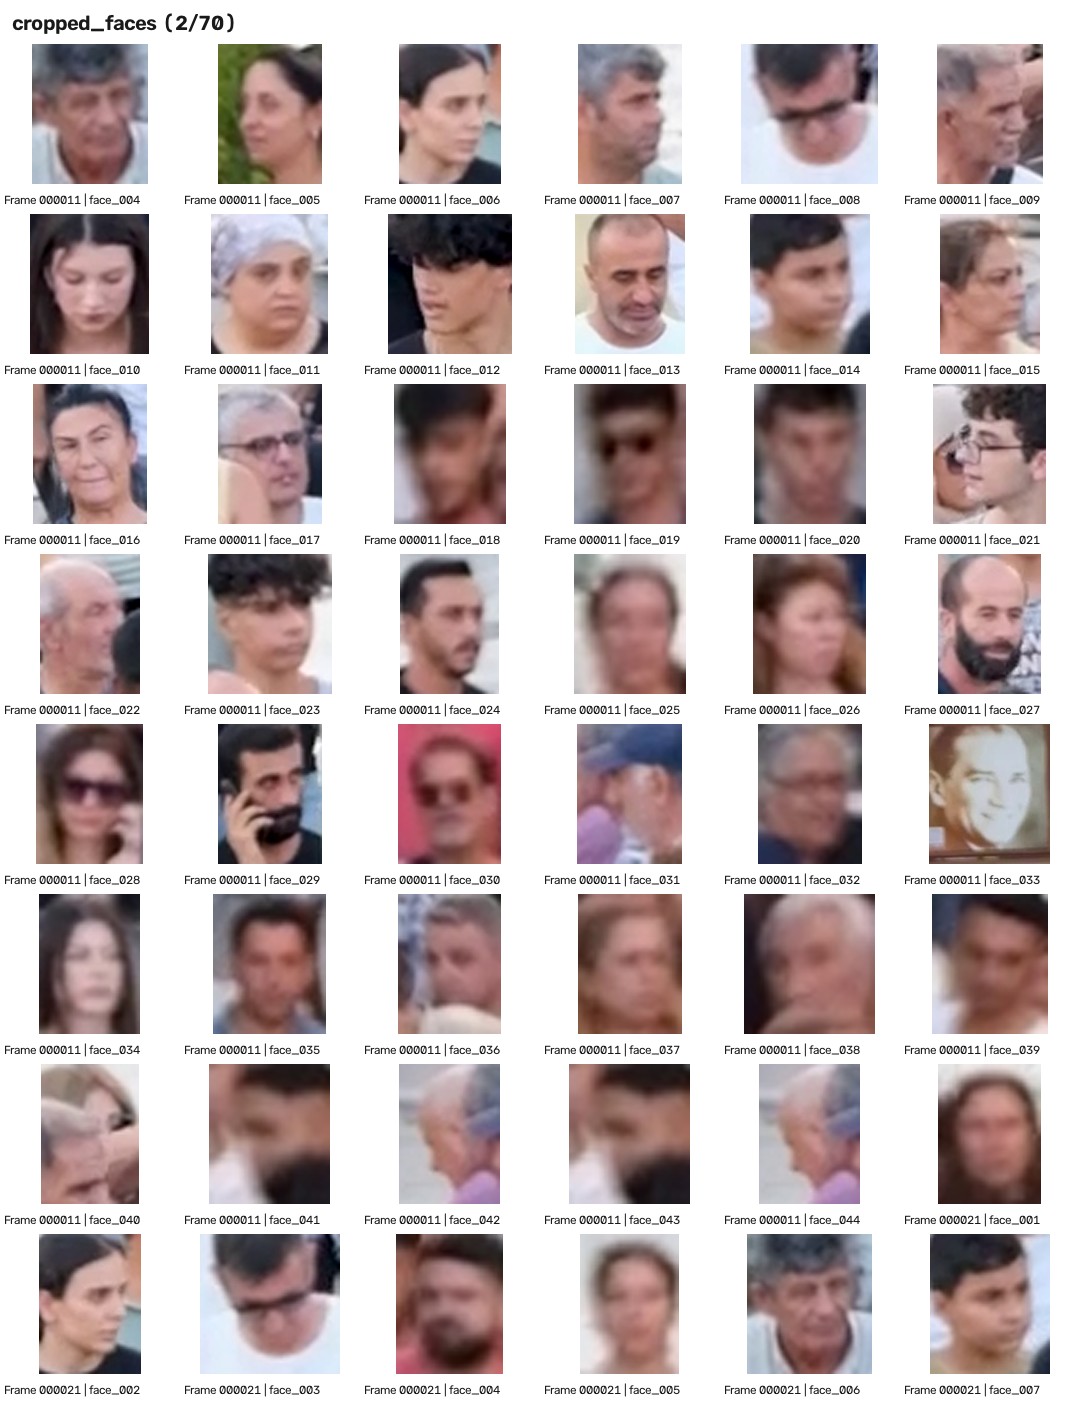 cropped_faces (2/70)
Frame 000011 | face_004
Frame 000011 | face_005
Frame 000011 | face_006
Frame 000011 | face_007
Frame 000011 | face_008
Frame 000011 | face_009
Frame 000011 | face_010
Frame 000011 | face_011
Frame 000011 | face_012
Frame 000011 | face_013
Frame 000011 | face_014
Frame 000011 | face_015
Frame 000011 | face_016
Frame 000011 | face_017
Frame 000011 | face_018
Frame 000011 | face_019
Frame 000011 | face_020
Frame 000011 | face_021
Frame 000011 | face_022
Frame 000011 | face_023
Frame 000011 | face_024
Frame 000011 | face_025
Frame 000011 | face_026
Frame 000011 | face_027
Frame 000011 | face_028
Frame 000011 | face_029
Frame 000011 | face_030
Frame 000011 | face_031
Frame 000011 | face_032
Frame 000011 | face_033
Frame 000011 | face_034
Frame 000011 | face_035
Frame 000011 | face_036
Frame 000011 | face_037
Frame 000011 | face_038
Frame 000011 | face_039
Frame 000011 | face_040
Frame 000011 | face_041
Frame 000011 | face_042
Frame 000011 | face_043
Frame 000011 | face_044
Frame 000021 | face_001
Frame 000021 | face_002
Frame 000021 | face_003
Frame 000021 | face_004
Frame 000021 | face_005
Frame 000021 | face_006
Frame 000021 | face_007